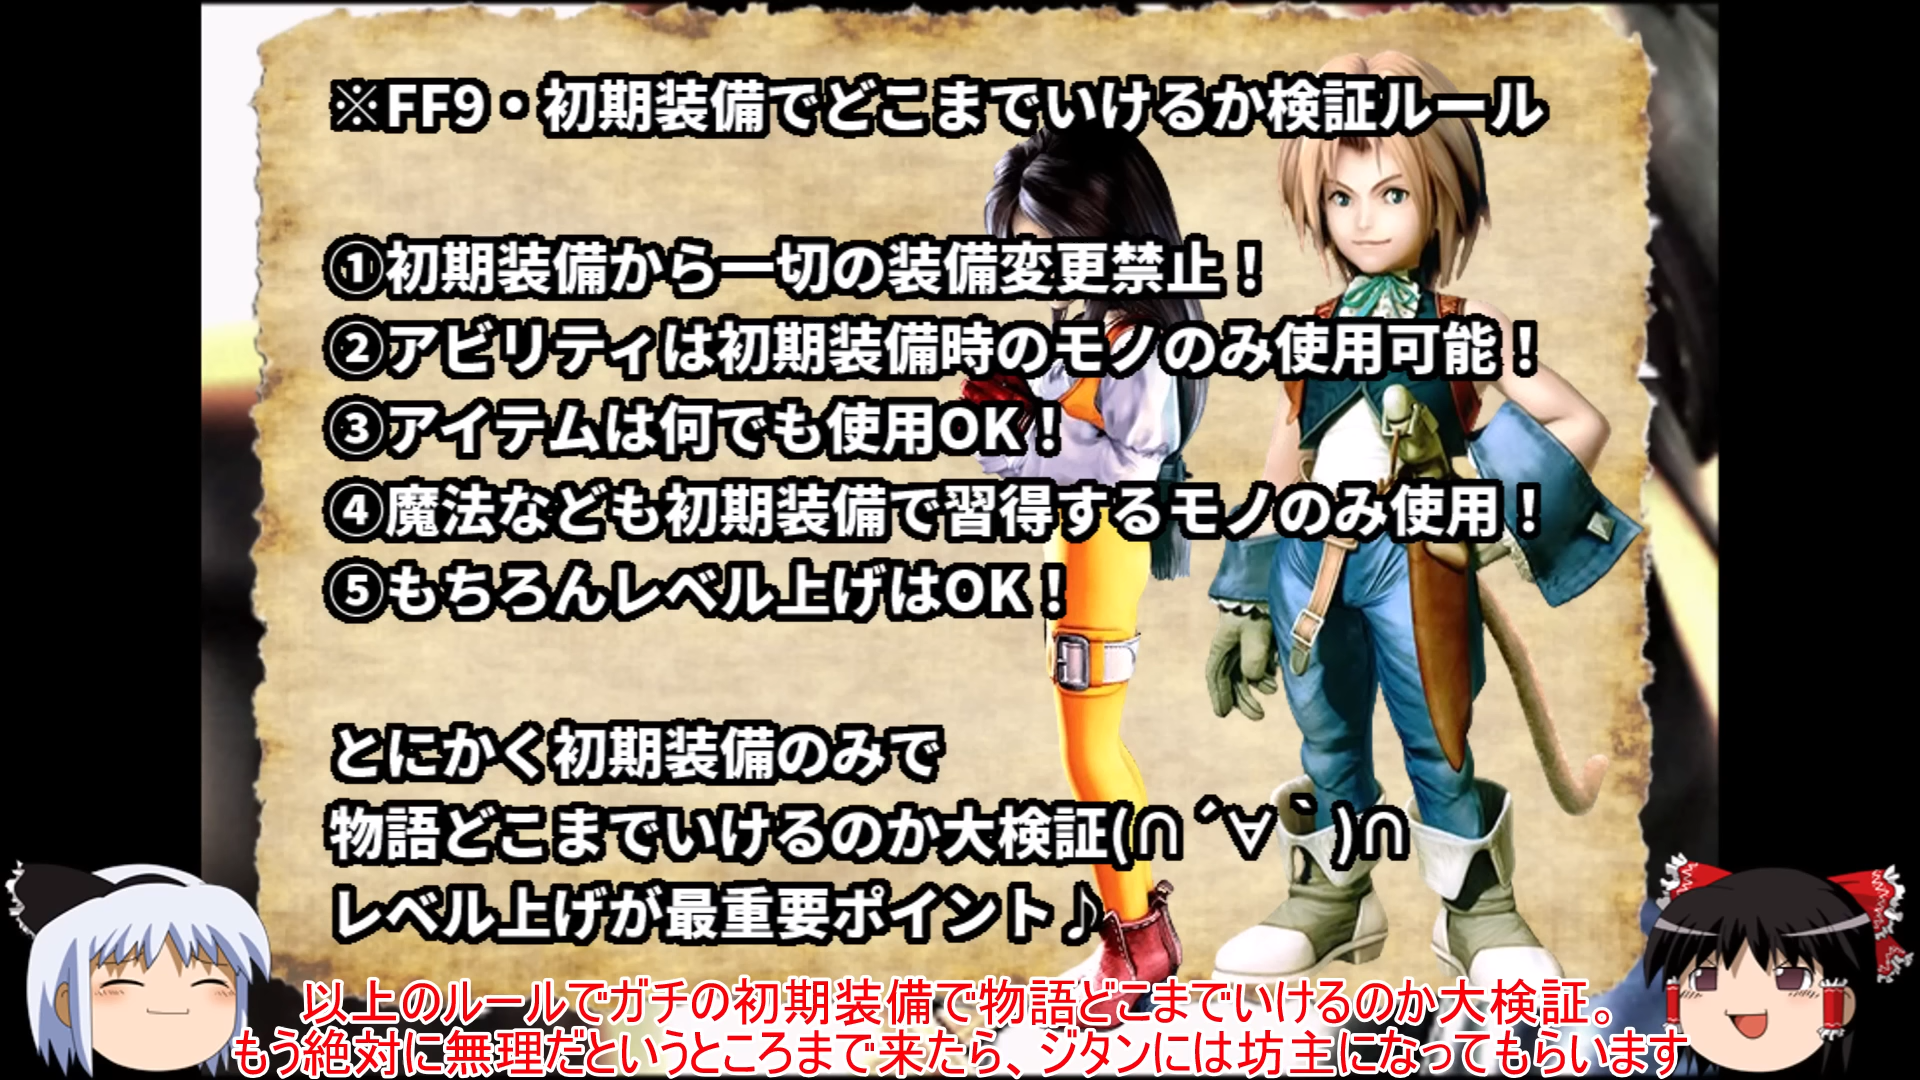 ※FF9・初期装備でどこまでいけるか検証ルール
①初期装備から一切の装備変更禁止！
②アビリティは初期装備時のモノのみ使用可能！
③アイテムは何でも使用OK！
④魔法なども初期装備で習得するモノのみ使用！
⑤もちろんレベル上げはOK！
とにかく初期装備のみで
物語どこまでいけるのか大検証(∩´∀｀)∩
レベル上げが最重要ポイント♪
以上のルールでガチの初期装備で物語どこまでいけるのか大検証。
もう絶対に無理だというところまで来たら、ジタンには坊主になってもらいます